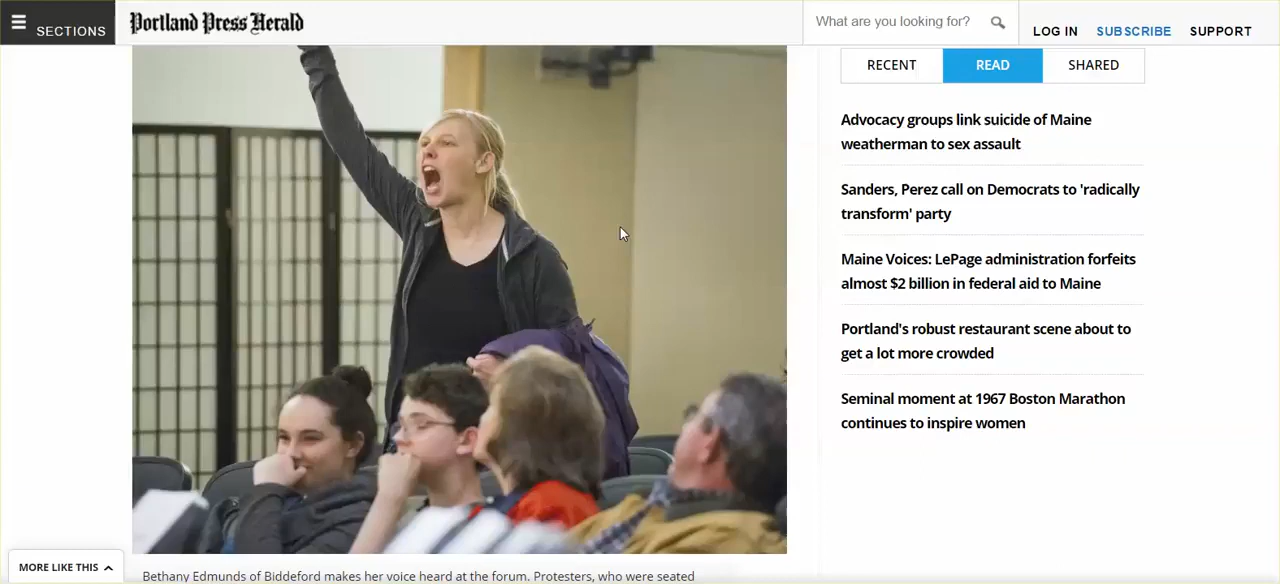 SECTIONS
Portland Press Herald
What are you looking for?
LOG IN SUBSCRIBE SUPPORT
RECENT READ SHARED
Advocacy groups link suicide of Maine
weatherman to sex assault
Sanders, Perez call on Democrats to 'radically
transform' party
Maine Voices: LePage administration forfeits
almost $2 billion in federal aid to Maine
Portland's robust restaurant scene about to
get a lot more crowded
Seminal moment at 1967 Boston Marathon
continues to inspire women
MORE LIKE THIS
Bethany Edmunds of Biddeford makes her voice heard at the forum. Protesters, who were seated